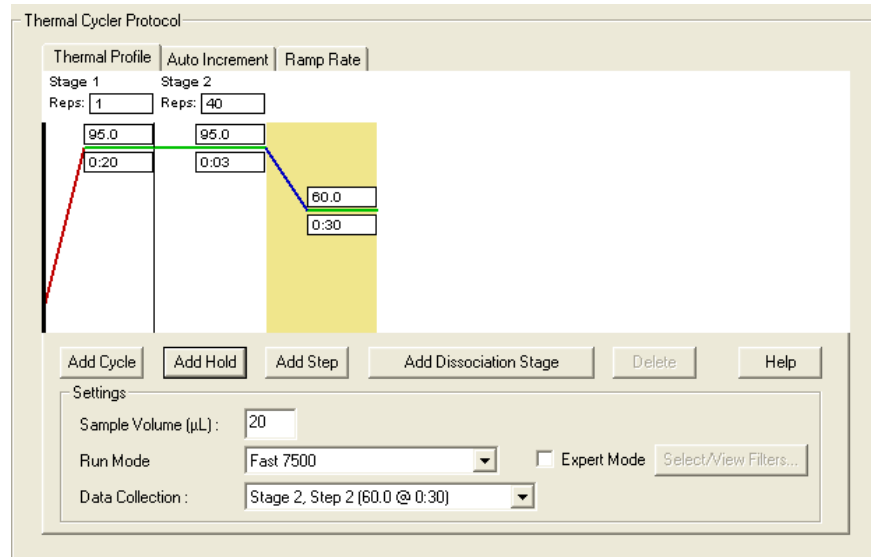 Thermal Cycler Protocol
Thermal Profile Auto Increment Ramp Rate
Stage 1 Stage 2
Reps: 1 Reps: 40
95.0 95.0
0:20 0:03
60.0
0:30
Add Cycle Add Hold Add Step Add Dissociation Stage Delete Help
Settings
Sample Volume (µL) : 20
Run Mode Fast 7500 Expert Mode Select/View Filters...
Data Collection : Stage 2, Step 2 (60.0 @ 0:30)